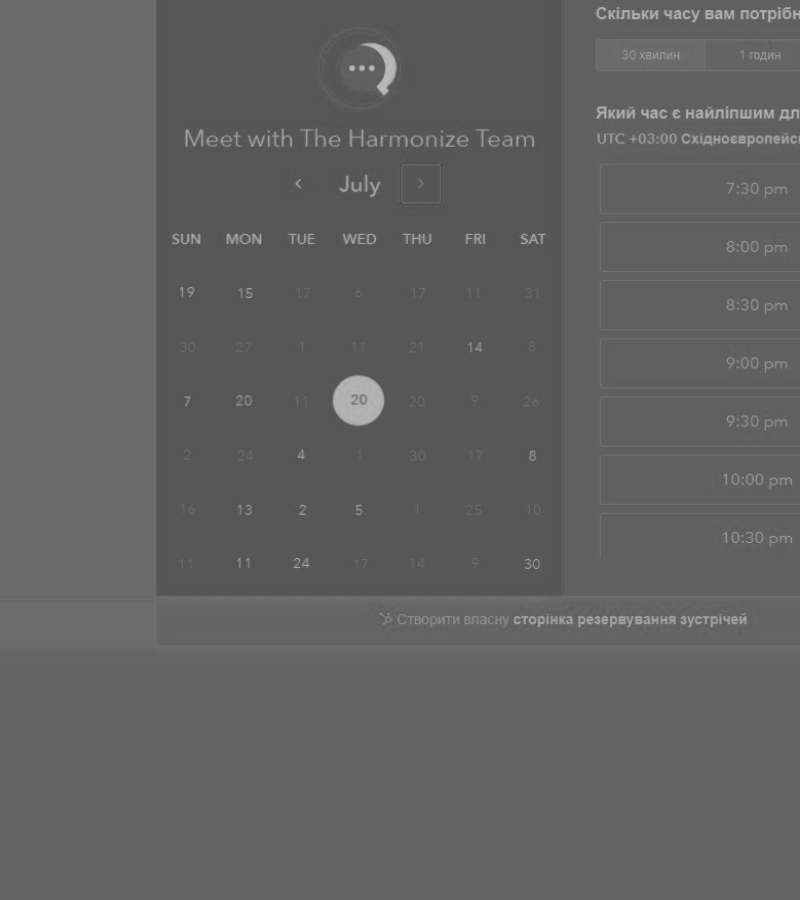 Meet with The Harmonize Team
July
SUN MON TUE WED THU FRI SAT
19 15 17 6 17 11 31
30 27 1 11 21 14 8
7 20 11 20 20 9 26
2 24 4 1 30 17 8
16 13 2 5 1 25 10
11 11 24 17 14 9 30
Скільки часу вам потрібн
30 хвилин 1 годин
Який час є найліпшим дл
UTC +03:00 Східноєвропейс
7:30 pm
8:00 pm
8:30 pm
9:00 pm
9:30 pm
10:00 pm
10:30 pm
Створити власну сторінка резервування зустрічей